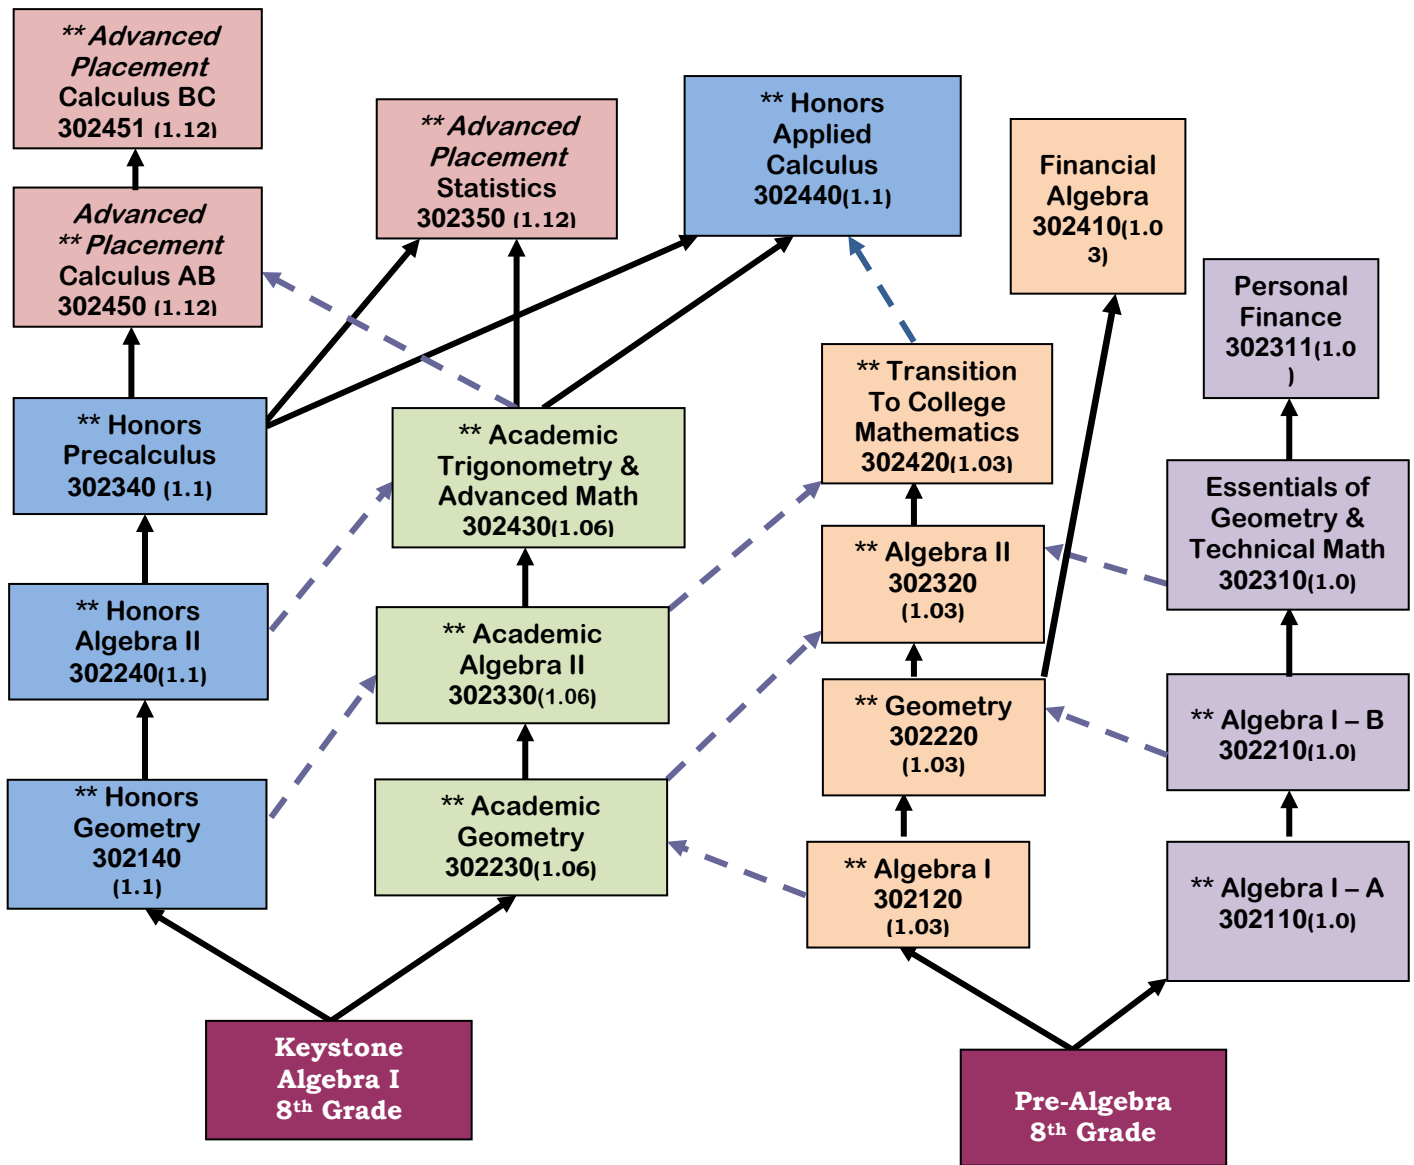 ** Advanced
Placement
Calculus BC
302451 (1.12)
** Advanced
Placement
Statistics
302350 (1.12)
** Honors
Applied
Calculus
302440(1.1)
Financial
Algebra
302410(1.0
3)
Advanced
** Placement
Calculus AB
302450 (1.12)
Personal
Finance
302311(1.0
)
** Honors
Precalculus
302340 (1.1)
** Academic
Trigonometry &
Advanced Math
302430(1.06)
** Transition
To College
Mathematics
302420(1.03)
Essentials of
Geometry &
Technical Math
302310(1.0)
** Honors
Algebra II
302240(1.1)
** Academic
Algebra II
302330(1.06)
** Algebra II
302320
(1.03)
** Geometry
302220
(1.03)
** Algebra I – B
302210(1.0)
** Honors
Geometry
302140
(1.1)
** Academic
Geometry
302230(1.06)
** Algebra I
302120
(1.03)
** Algebra I – A
302110(1.0)
Keystone
Algebra I
8th Grade
Pre-Algebra
8th Grade